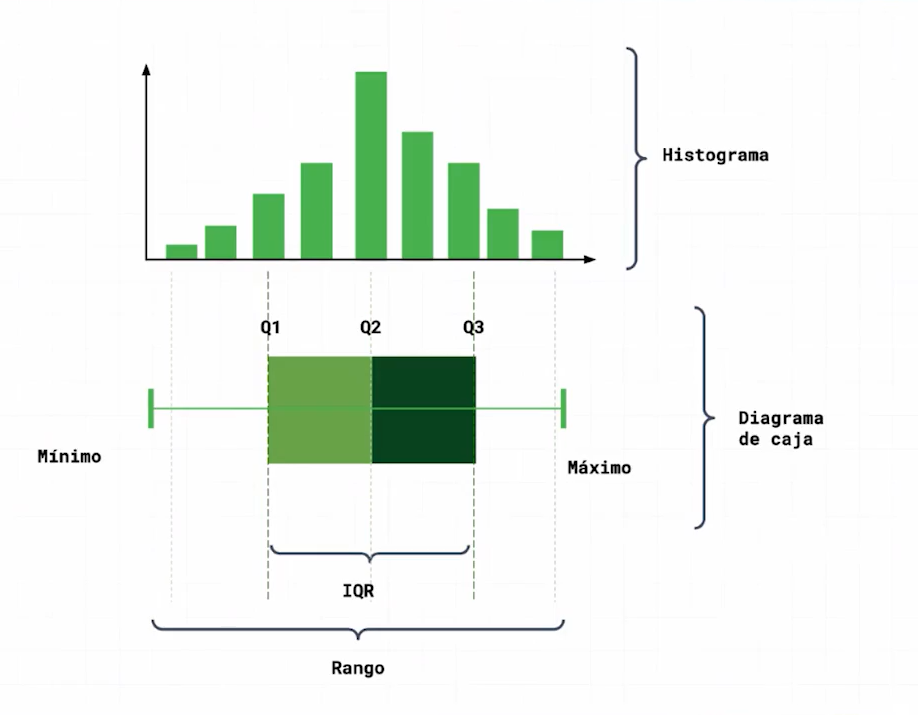 Histograma
Q1
Q2
Q3
Diagrama
de caja
Mínimo
Máximo
IQR
Rango